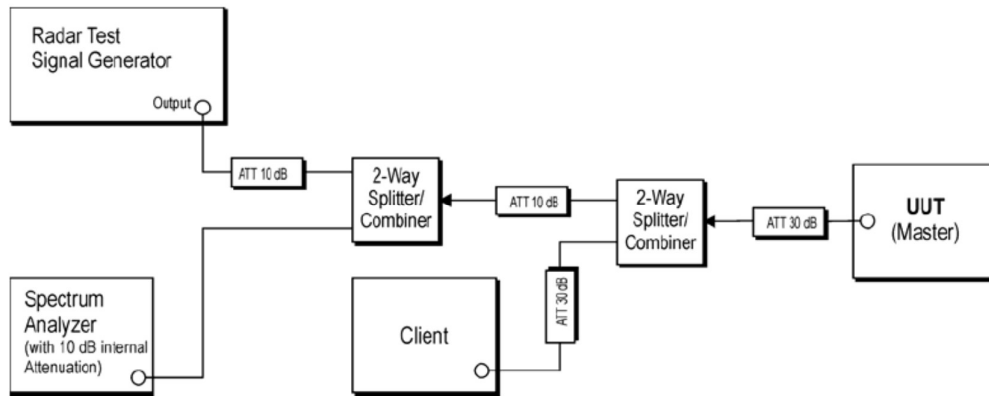 Radar Test
Signal Generator
Output
ATT 10 dB
2-Way
Splitter/
Combiner
ATT 10 dB
2-Way
Splitter/
Combiner
ATT 30 dB
UUT
(Master)
Spectrum
Analyzer
(with 10 dB internal
Attenuation)
Client
ATT 30 dB